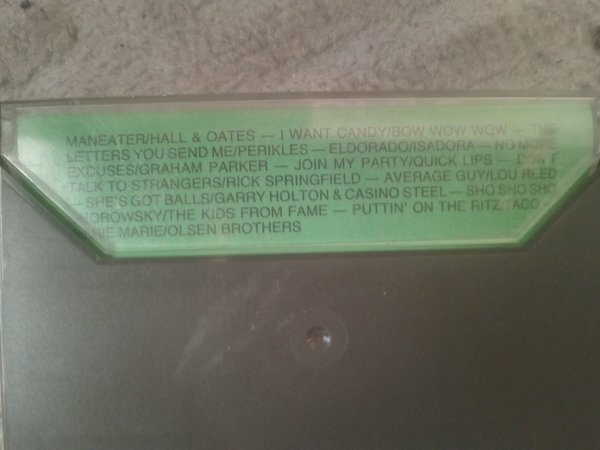 MANEATER/HALL & OATES — I WANT CANDY/BOW WOW WOW — THE
LETTERS YOU SEND ME/PERIKLES — ELDORADO/ISADORA — NO MORE
EXCUSES/GRAHAM PARKER — JOIN MY PARTY/QUICK LIPS — DON'T
TALK TO STRANGERS/RICK SPRINGFIELD — AVERAGE GUY/LOU REED
— SHE'S GOT BALLS/GARRY HOLTON & CASINO STEEL — SHO SHO SHO
THE KIDS FROM FAME — PUTTIN' ON THE RITZ/TACO —
MARIE/OLSEN BROTHERS